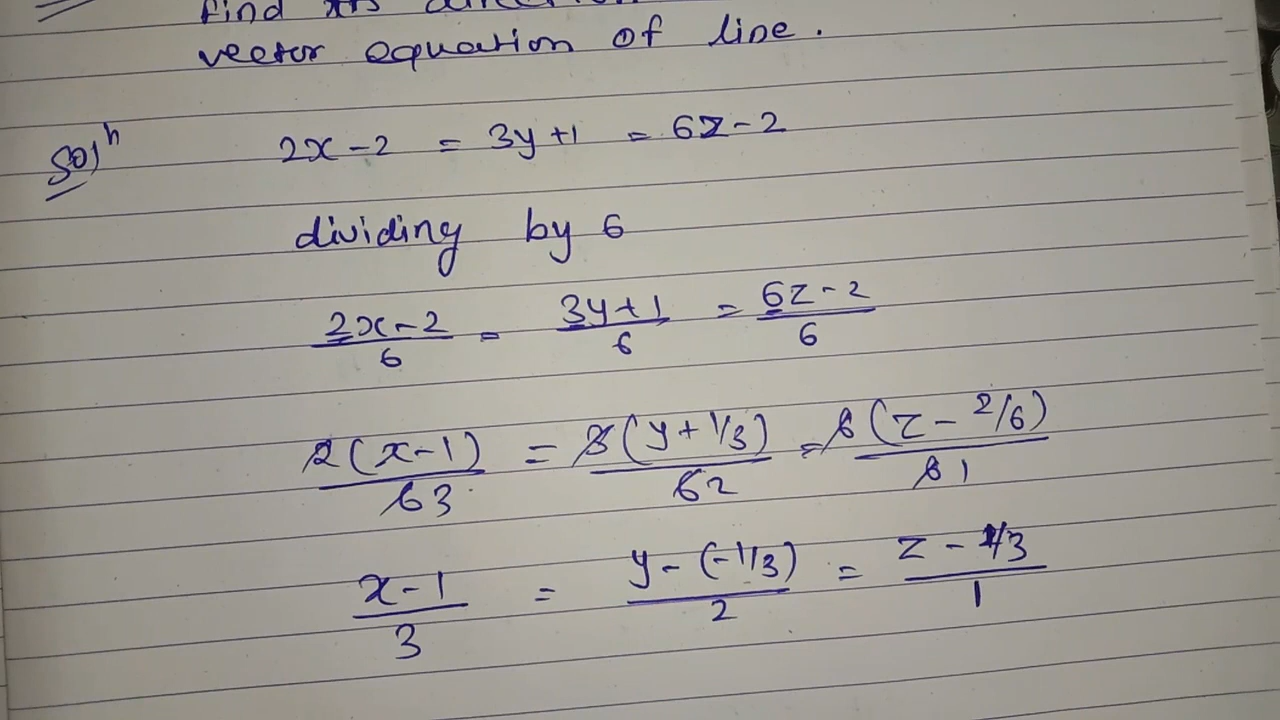 find its
vector equation of line.
Solⁿ 2x - 2 = 3y + 1 = 6z - 2
dividing by 6
2x - 2 / 6 = 3y + 1 / 6 = 6z - 2 / 6
2(x - 1) / 6 3 = 3(y + 1/3) / 6 2 = 6(z - 2/6) / 6 1
x - 1 / 3 = y - (-1/3) / 2 = z - 1/3 / 1